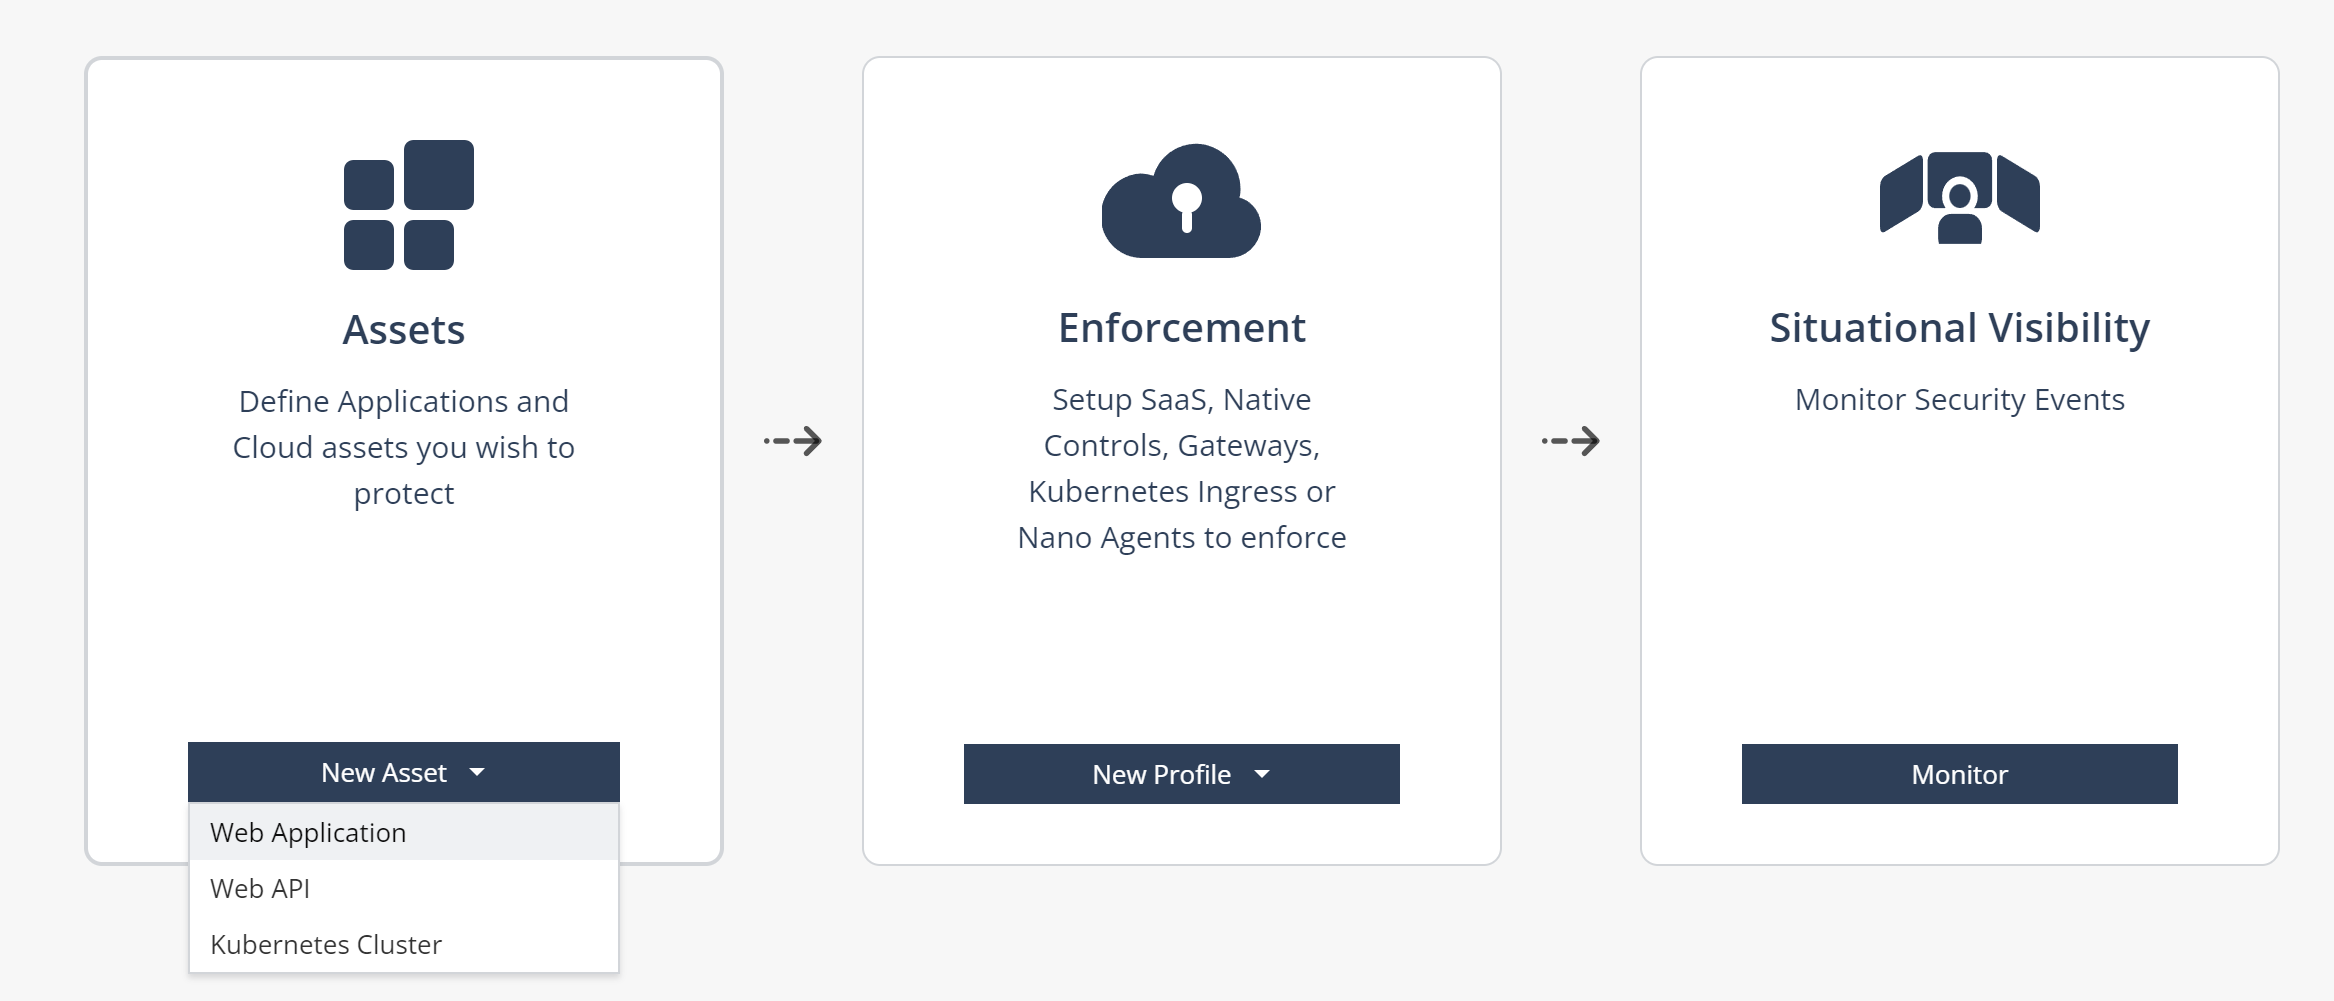 Assets
Define Applications and
Cloud assets you wish to
protect
New Asset
Web Application
Web API
Kubernetes Cluster
Enforcement
Setup SaaS, Native
Controls, Gateways,
Kubernetes Ingress or
Nano Agents to enforce
New Profile
Situational Visibility
Monitor Security Events
Monitor